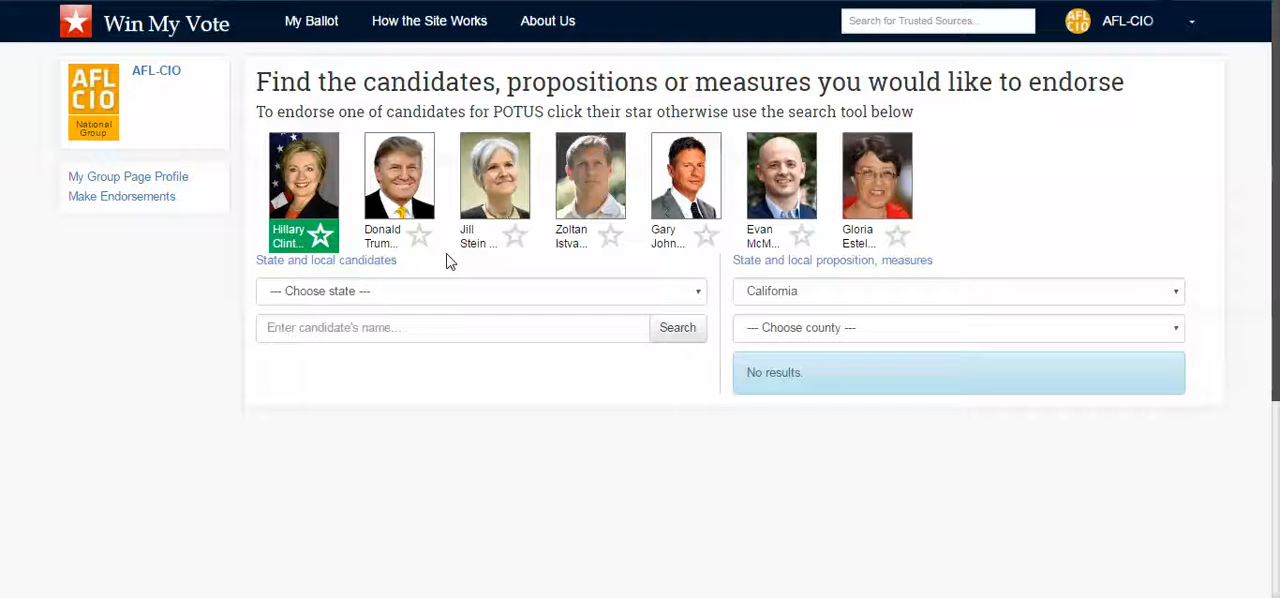 Win My Vote
My Ballot
How the Site Works
About Us
Search for Trusted Sources...
AFL
CIO
AFL-CIO
AFL
CIO
National
Group
AFL-CIO
My Group Page Profile
Make Endorsements
Find the candidates, propositions or measures you would like to endorse
To endorse one of candidates for POTUS click their star otherwise use the search tool below
Hillary
Clint...
Donald
Trum...
Jill
Stein ...
Zoltan
Istva...
Gary
John...
Evan
McM...
Gloria
Estel...
State and local candidates
--- Choose state ---
Enter candidate's name...
Search
State and local proposition, measures
California
--- Choose county ---
No results.